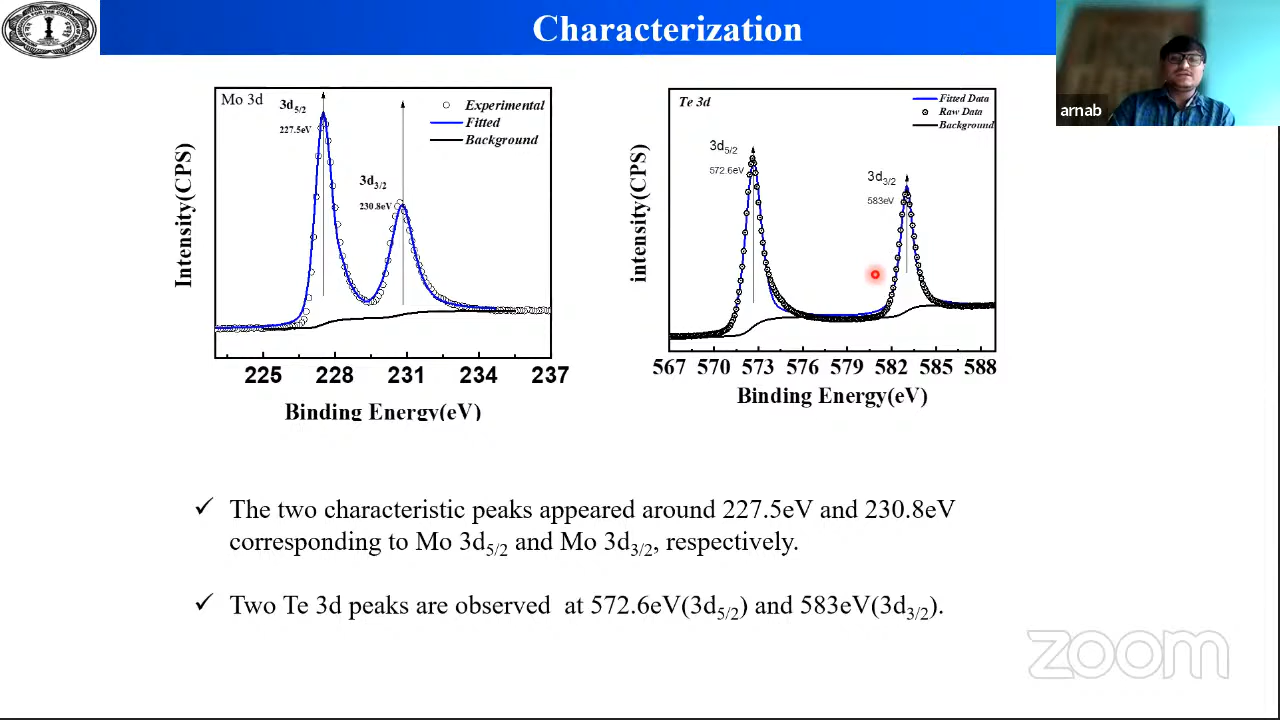 Characterization
arnab
Mo 3d
3d5/2
227.5eV
3d3/2
230.8eV
Experimental
Fitted
Background
Intensity(CPS)
225 228 231 234 237
Binding Energy(eV)
Te 3d
3d5/2
572.6eV
3d3/2
583eV
Fitted Data
Raw Data
Background
intensity(CPS)
567 570 573 576 579 582 585 588
Binding Energy(eV)
✓ The two characteristic peaks appeared around 227.5eV and 230.8eV
corresponding to Mo 3d5/2 and Mo 3d3/2, respectively.
✓ Two Te 3d peaks are observed at 572.6eV(3d5/2) and 583eV(3d3/2).
zoom